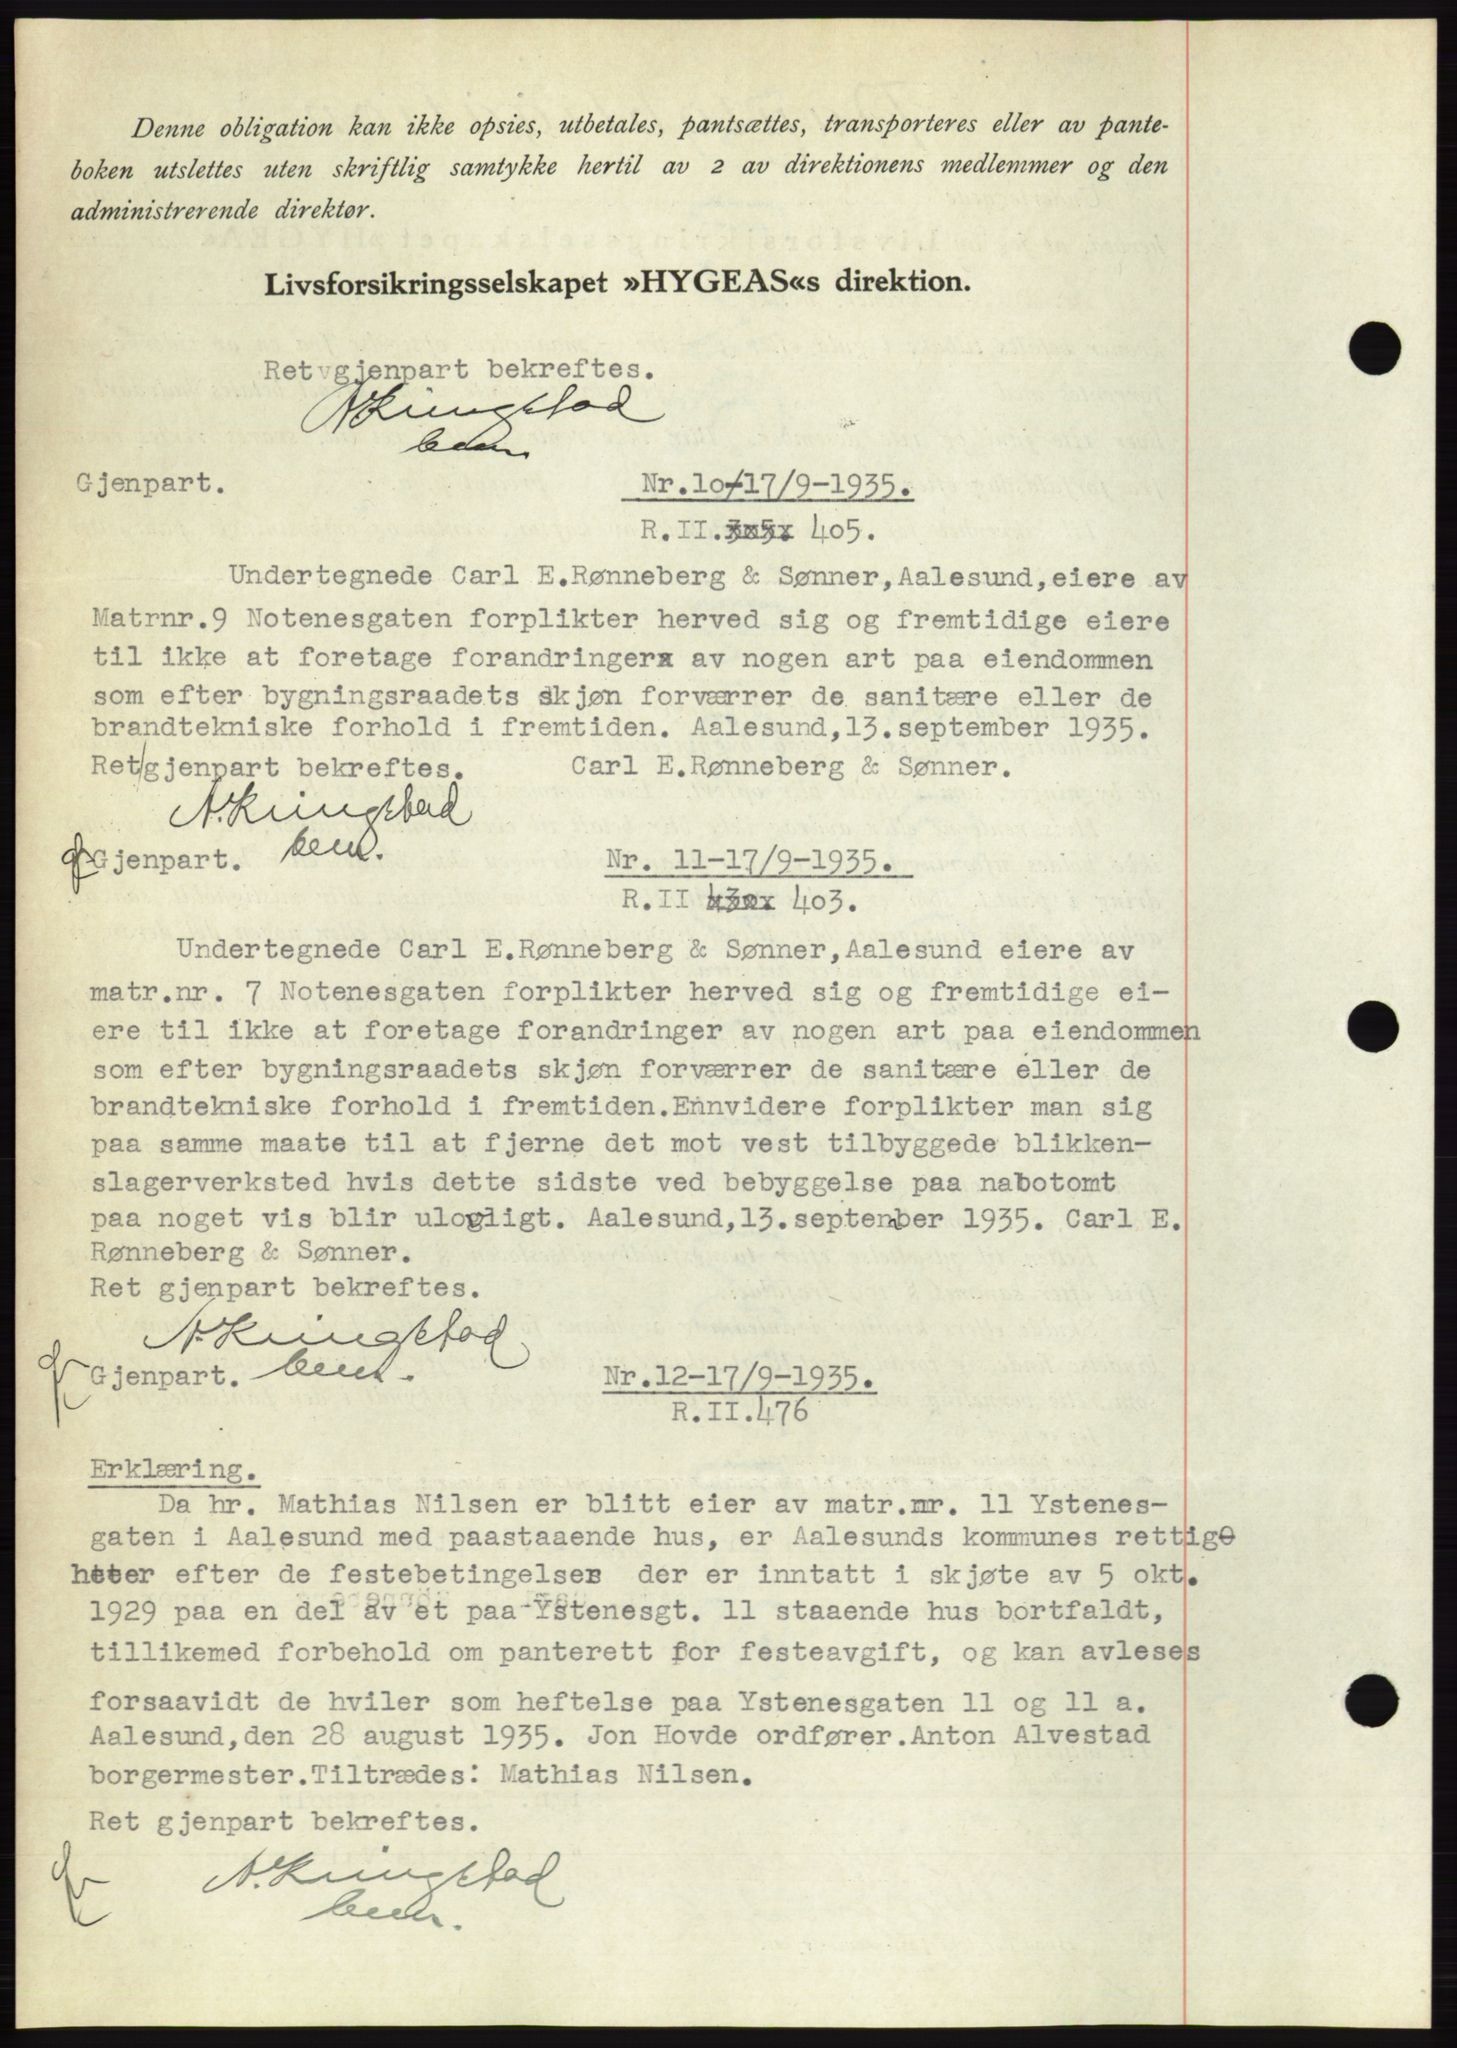 Denne obligation kan ikke opsies, utbetales, pantsættes, transporteres eller av pante-
boken utslettes uten skriftlig samtykke hertil av 2 av direktionens medlemmer og den
administrerende direktør.
Livsforsikringsselskapet »HYGEAS«s direktion.
Ret gjenpart bekreftes.
Gjenpart. Nr.10-17/9-1935.
R.II. 405.
Undertegnede Carl E.Rønneberg & Sønner,Aalesund,eiere av
Matrnr.9 Notenesgaten forplikter herved sig og fremtidige eiere
til ikke at foretage forandringer av nogen art paa eiendommen
som efter bygningsraadets skjøn forværrer de sanitære eller de
brandtekniske forhold i fremtiden. Aalesund,13.september 1935.
Ret/gjenpart bekreftes. Carl E.Rønneberg & Sønner.
Gjenpart. Nr. 11-17/9-1935.
R.II 403.
Undertegnede Carl E.Rønneberg & Sønner,Aalesund eiere av
matr.nr. 7 Notenesgaten forplikter herved sig og fremtidige ei-
ere til ikke at foretage forandringer av nogen art paa eiendommen
som efter bygningsraadets skjøn forværrer de sanitære eller de
brandtekniske forhold i fremtiden.Ennvidere forplikter man sig
paa samme maate til at fjerne det mot vest tilbyggede blikken-
slagerverksted hvis dette sidste ved bebyggelse paa nabotomt
paa noget vis blir ulovligt. Aalesund,13.september 1935. Carl E.
Rønneberg & Sønner.
Ret gjenpart bekreftes.
Gjenpart. Nr.12-17/9-1935.
R.II.476
Erklæring.
Da hr. Mathias Nilsen er blitt eier av matr.nr. 11 Ystenes-
gaten i Aalesund med paastaaende hus, er Aalesunds kommunes rettige
heter efter de festebetingelser der er inntatt i skjøte av 5 okt.
1929 paa en del av et paa Ystenesgt. 11 staaende hus bortfaldt,
tillikemed forbehold om panterett for festeavgift, og kan avleses
forsaavidt de hviler som heftelse paa Ystenesgaten 11 og 11 a.
Aalesund,den 28 august 1935. Jon Hovde ordfører.Anton Alvestad
borgermester.Tiltrædes: Mathias Nilsen.
Ret gjenpart bekreftes.